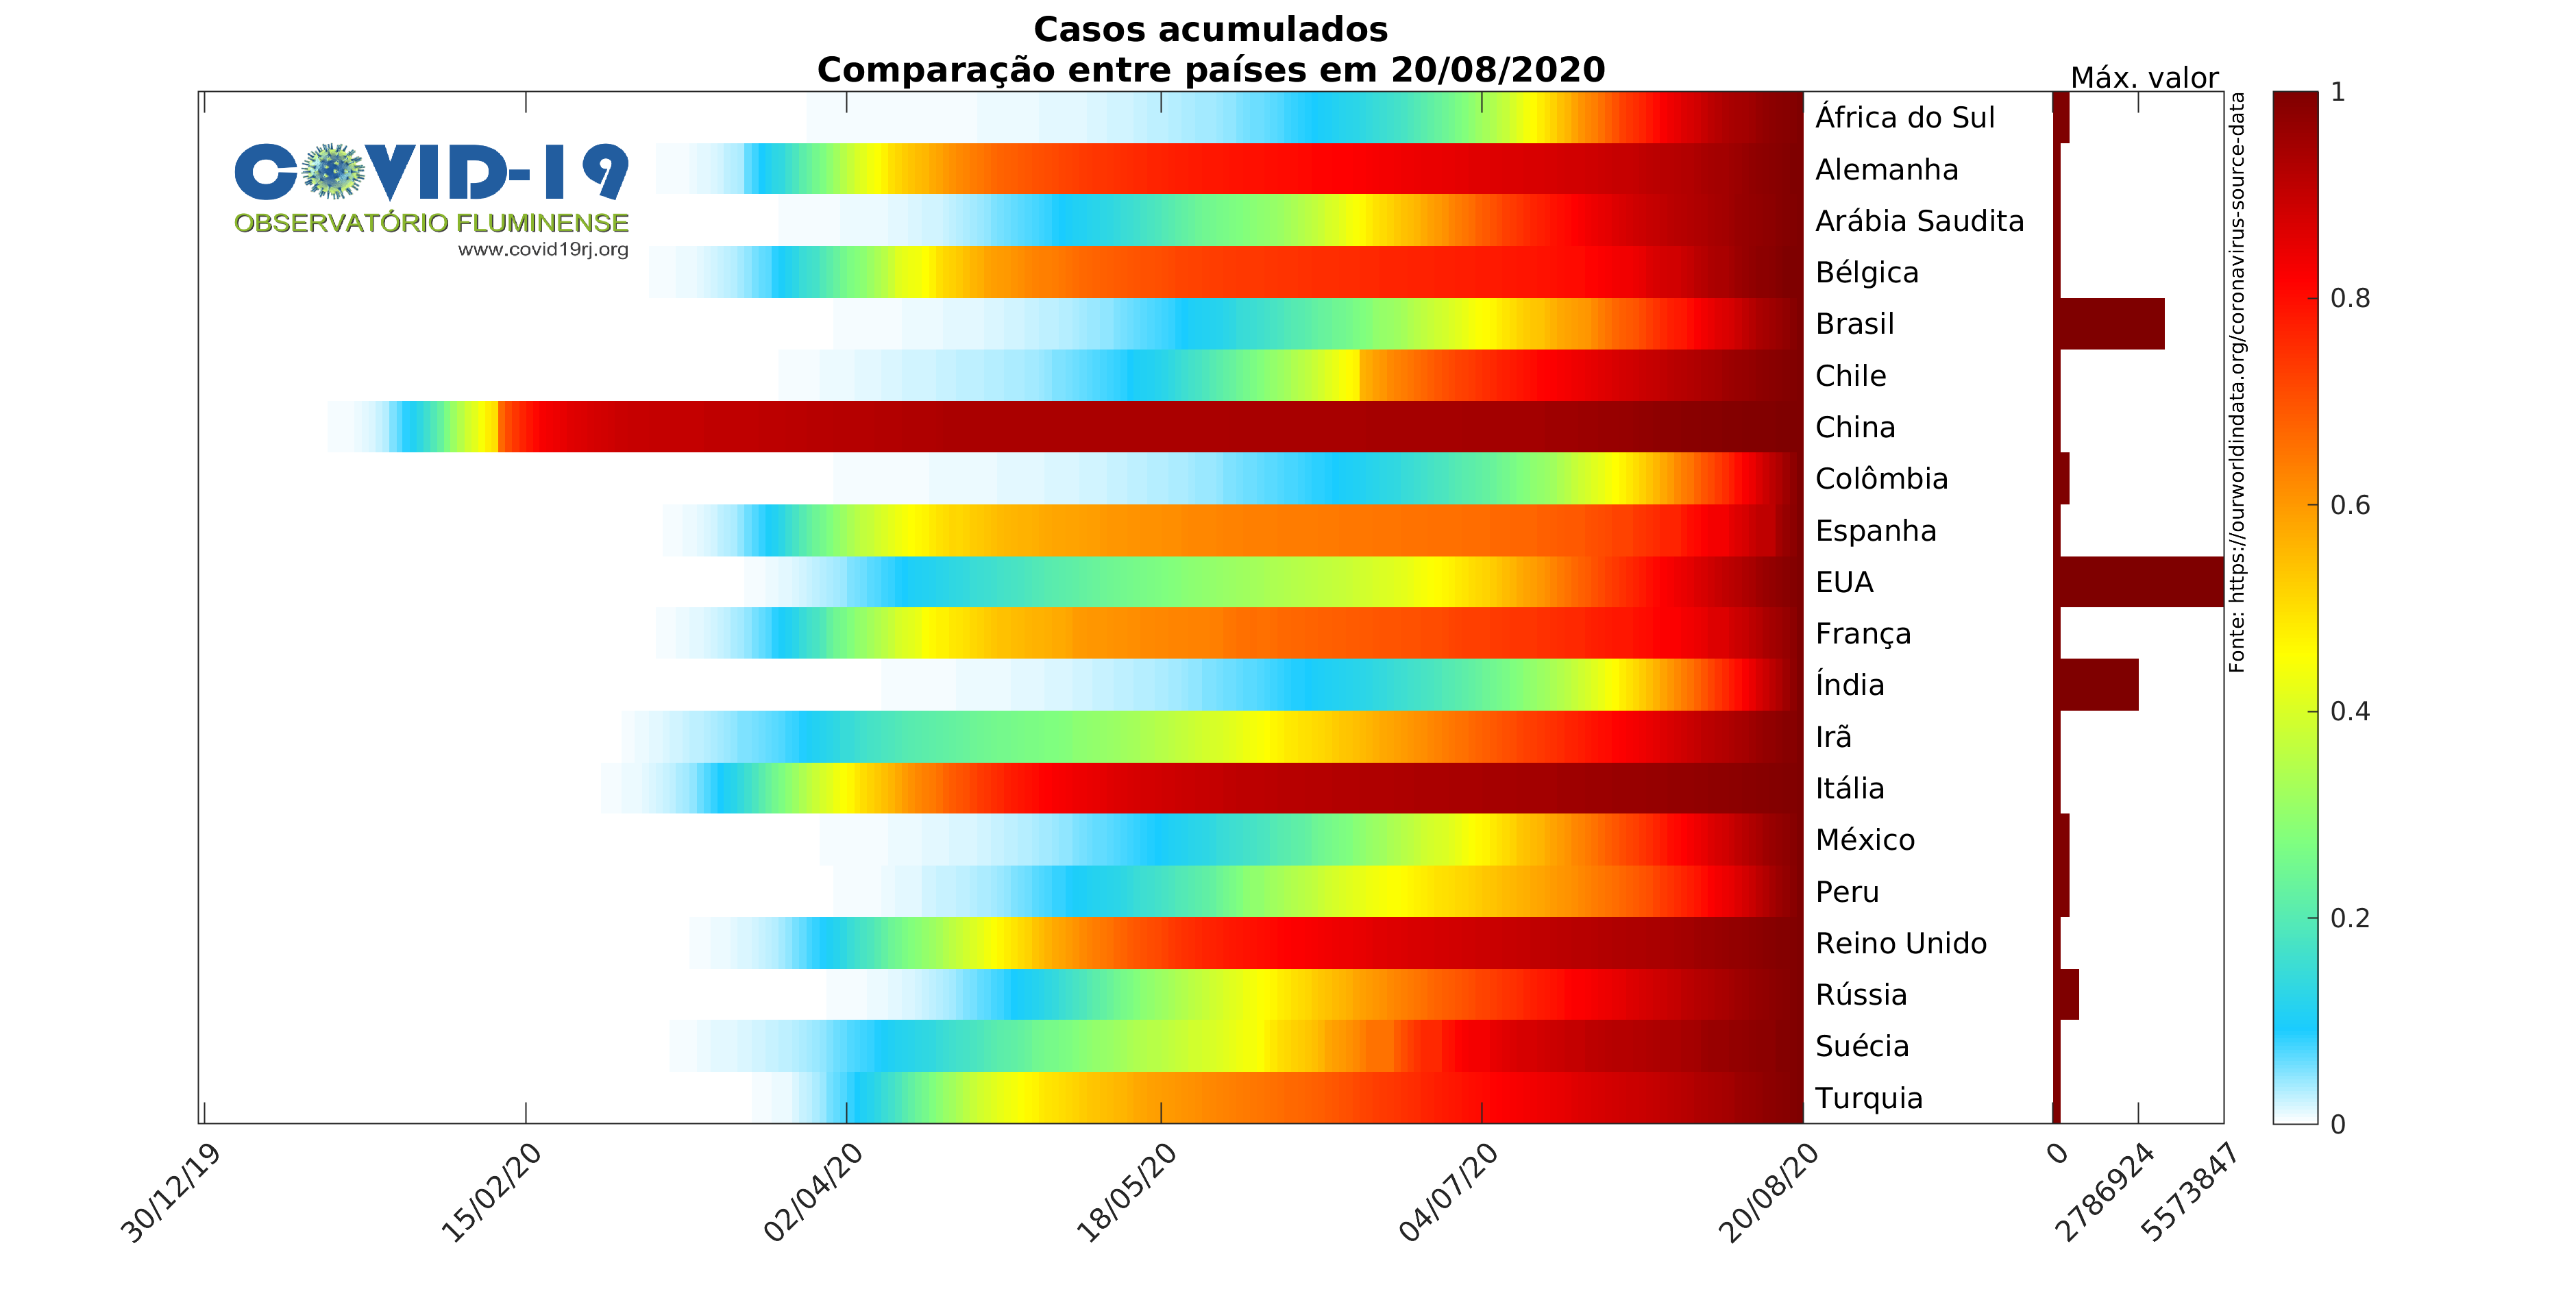 Casos acumulados
Comparação entre países em 20/08/2020
Máx. valor
COVID-19
OBSERVATÓRIO FLUMINENSE
www.covid19rj.org
África do Sul
Alemanha
Arábia Saudita
Bélgica
Brasil
Chile
China
Colômbia
Espanha
EUA
França
Índia
Irã
Itália
México
Peru
Reino Unido
Rússia
Suécia
Turquia
Fonte: https://ourworldindata.org/coronavirus-source-data
1
0.8
0.6
0.4
0.2
0
30/12/19
15/02/20
02/04/20
18/05/20
04/07/20
20/08/20
0
2786924
5573847